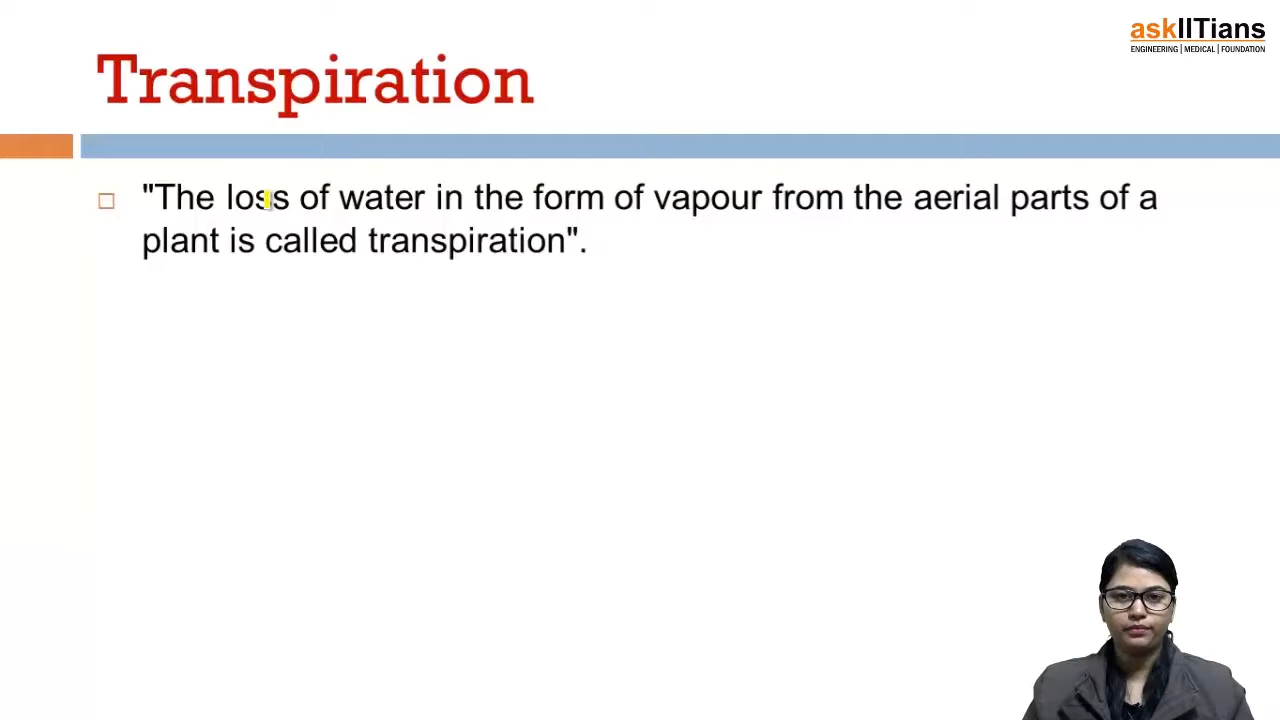 askIITians
ENGINEERING | MEDICAL | FOUNDATION
Transpiration
"The loss of water in the form of vapour from the aerial parts of a
plant is called transpiration".